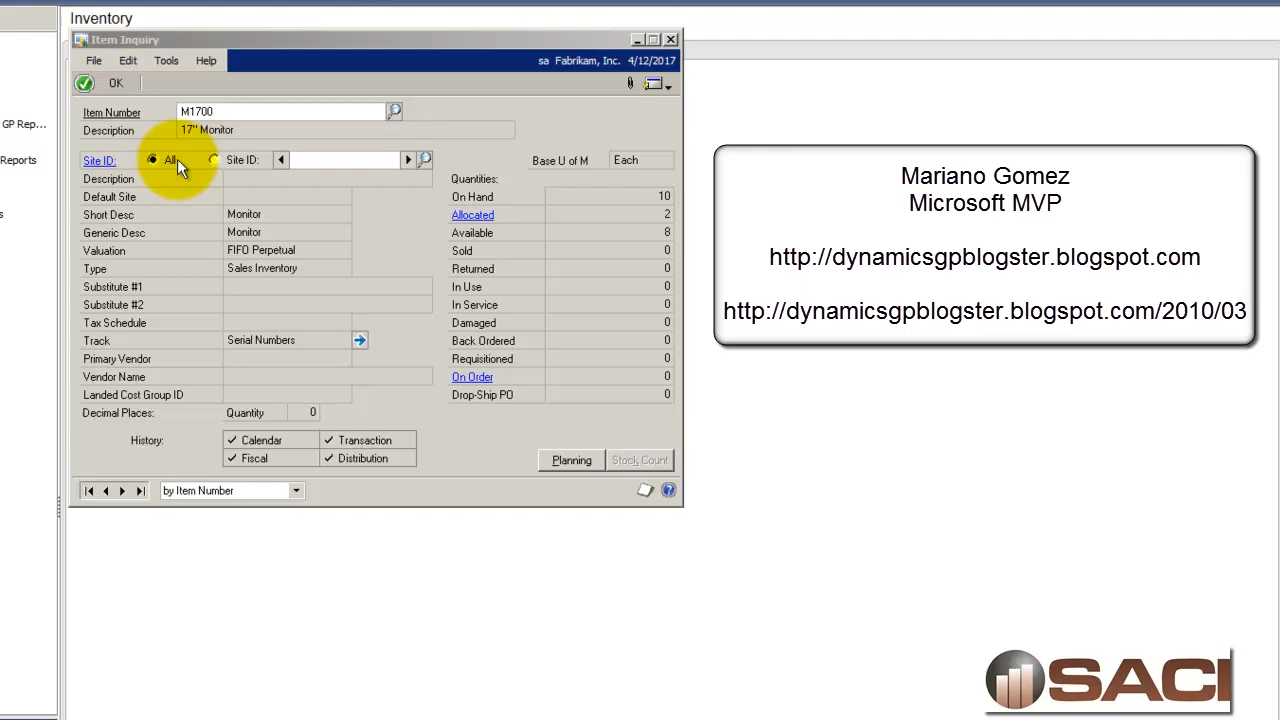 Inventory
Item Inquiry
File Edit Tools Help
sa Fabrikam, Inc. 4/12/2017
OK
Item Number M1700
Description 17" Monitor
Site ID: All Site ID:
Base U of M Each
Description
Default Site
Short Desc Monitor
Generic Desc Monitor
Valuation FIFO Perpetual
Type Sales Inventory
Substitute #1
Substitute #2
Tax Schedule
Track Serial Numbers
Primary Vendor
Vendor Name
Landed Cost Group ID
Decimal Places: Quantity 0
History: Calendar Transaction
Fiscal Distribution
Quantities:
On Hand 10
Allocated 2
Available 8
Sold 0
Returned 0
In Use 0
In Service 0
Damaged 0
Back Ordered 0
Requisitioned 0
On Order 0
Drop-Ship PO 0
Planning Stock Count
by Item Number
GP Rep...
Reports
s
Mariano Gomez
Microsoft MVP
http://dynamicsgpblogster.blogspot.com
http://dynamicsgpblogster.blogspot.com/2010/03
SACI